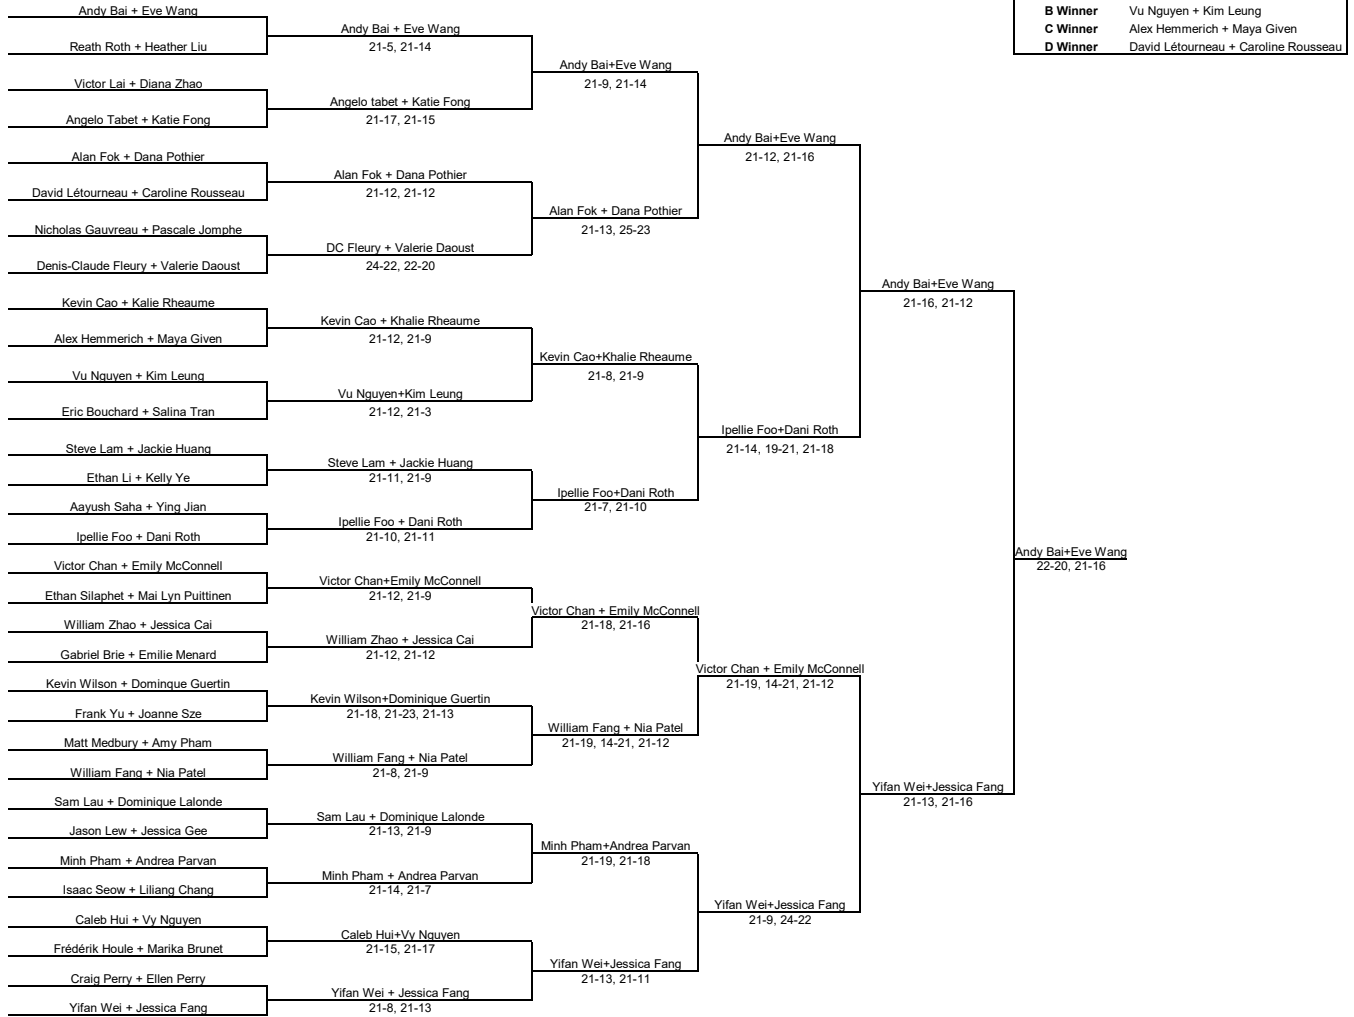 Andy Bai + Eve Wang
Reath Roth + Heather Liu
Victor Lai + Diana Zhao
Angelo Tabet + Katie Fong
Alan Fok + Dana Pothier
David Létourneau + Caroline Rousseau
Nicholas Gauvreau + Pascale Jomphe
Denis-Claude Fleury + Valerie Daoust
Kevin Cao + Kalie Rheaume
Alex Hemmerich + Maya Given
Vu Nguyen + Kim Leung
Eric Bouchard + Salina Tran
Steve Lam + Jackie Huang
Ethan Li + Kelly Ye
Aayush Saha + Ying Jian
Ipellie Foo + Dani Roth
Victor Chan + Emily McConnell
Ethan Silaphet + Mai Lyn Puittinen
William Zhao + Jessica Cai
Gabriel Brie + Emilie Menard
Kevin Wilson + Dominque Guertin
Frank Yu + Joanne Sze
Matt Medbury + Amy Pham
William Fang + Nia Patel
Sam Lau + Dominique Lalonde
Jason Lew + Jessica Gee
Minh Pham + Andrea Parvan
Isaac Seow + Liliang Chang
Caleb Hui + Vy Nguyen
Frédérik Houle + Marika Brunet
Craig Perry + Ellen Perry
Yifan Wei + Jessica Fang
Andy Bai + Eve Wang
21-5, 21-14
Angelo tabet + Katie Fong
21-17, 21-15
Alan Fok + Dana Pothier
21-12, 21-12
DC Fleury + Valerie Daoust
24-22, 22-20
Kevin Cao + Khalie Rheaume
21-12, 21-9
Vu Nguyen+Kim Leung
21-12, 21-3
Steve Lam + Jackie Huang
21-11, 21-9
Ipellie Foo + Dani Roth
21-10, 21-11
Victor Chan+Emily McConnell
21-12, 21-9
William Zhao + Jessica Cai
21-12, 21-12
Kevin Wilson+Dominique Guertin
21-18, 21-23, 21-13
William Fang + Nia Patel
21-8, 21-9
Sam Lau + Dominique Lalonde
21-13, 21-9
Minh Pham + Andrea Parvan
21-14, 21-7
Caleb Hui+Vy Nguyen
21-15, 21-17
Yifan Wei + Jessica Fang
21-8, 21-13
Andy Bai+Eve Wang
21-9, 21-14
Alan Fok + Dana Pothier
21-13, 25-23
Kevin Cao+Khalie Rheaume
21-8, 21-9
Ipellie Foo+Dani Roth
21-7, 21-10
Victor Chan + Emily McConnell
21-18, 21-16
William Fang + Nia Patel
21-19, 14-21, 21-12
Minh Pham+Andrea Parvan
21-19, 21-18
Yifan Wei+Jessica Fang
21-13, 21-11
Andy Bai+Eve Wang
21-12, 21-16
Ipellie Foo+Dani Roth
21-14, 19-21, 21-18
Victor Chan + Emily McConnell
21-19, 14-21, 21-12
Yifan Wei+Jessica Fang
21-9, 24-22
Andy Bai+Eve Wang
21-16, 21-12
Yifan Wei+Jessica Fang
21-13, 21-16
Andy Bai+Eve Wang
22-20, 21-16
B Winner Vu Nguyen + Kim Leung
C Winner Alex Hemmerich + Maya Given
D Winner David Létourneau + Caroline Rousseau